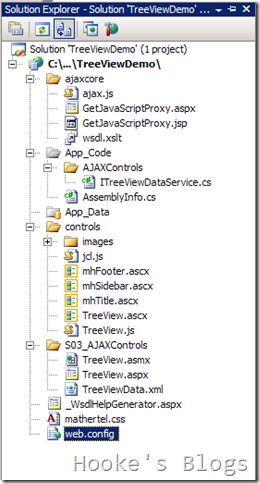 Solution Explorer - Solution 'TreeViewDemo' ...
Solution 'TreeViewDemo' (1 project)
C:\...\TreeViewDemo\
ajaxcore
ajax.js
GetJavaScriptProxy.aspx
GetJavaScriptProxy.jsp
wsdl.xslt
App_Code
AJAXControls
ITreeViewDataService.cs
AssemblyInfo.cs
App_Data
controls
images
jcl.js
mhFooter.ascx
mhSidebar.ascx
mhTitle.ascx
TreeView.ascx
TreeView.js
S03_AJAXControls
TreeView.asmx
TreeView.aspx
TreeViewData.xml
_WsdlHelpGenerator.aspx
mathertel.css
web.config
Hooke's Blogs